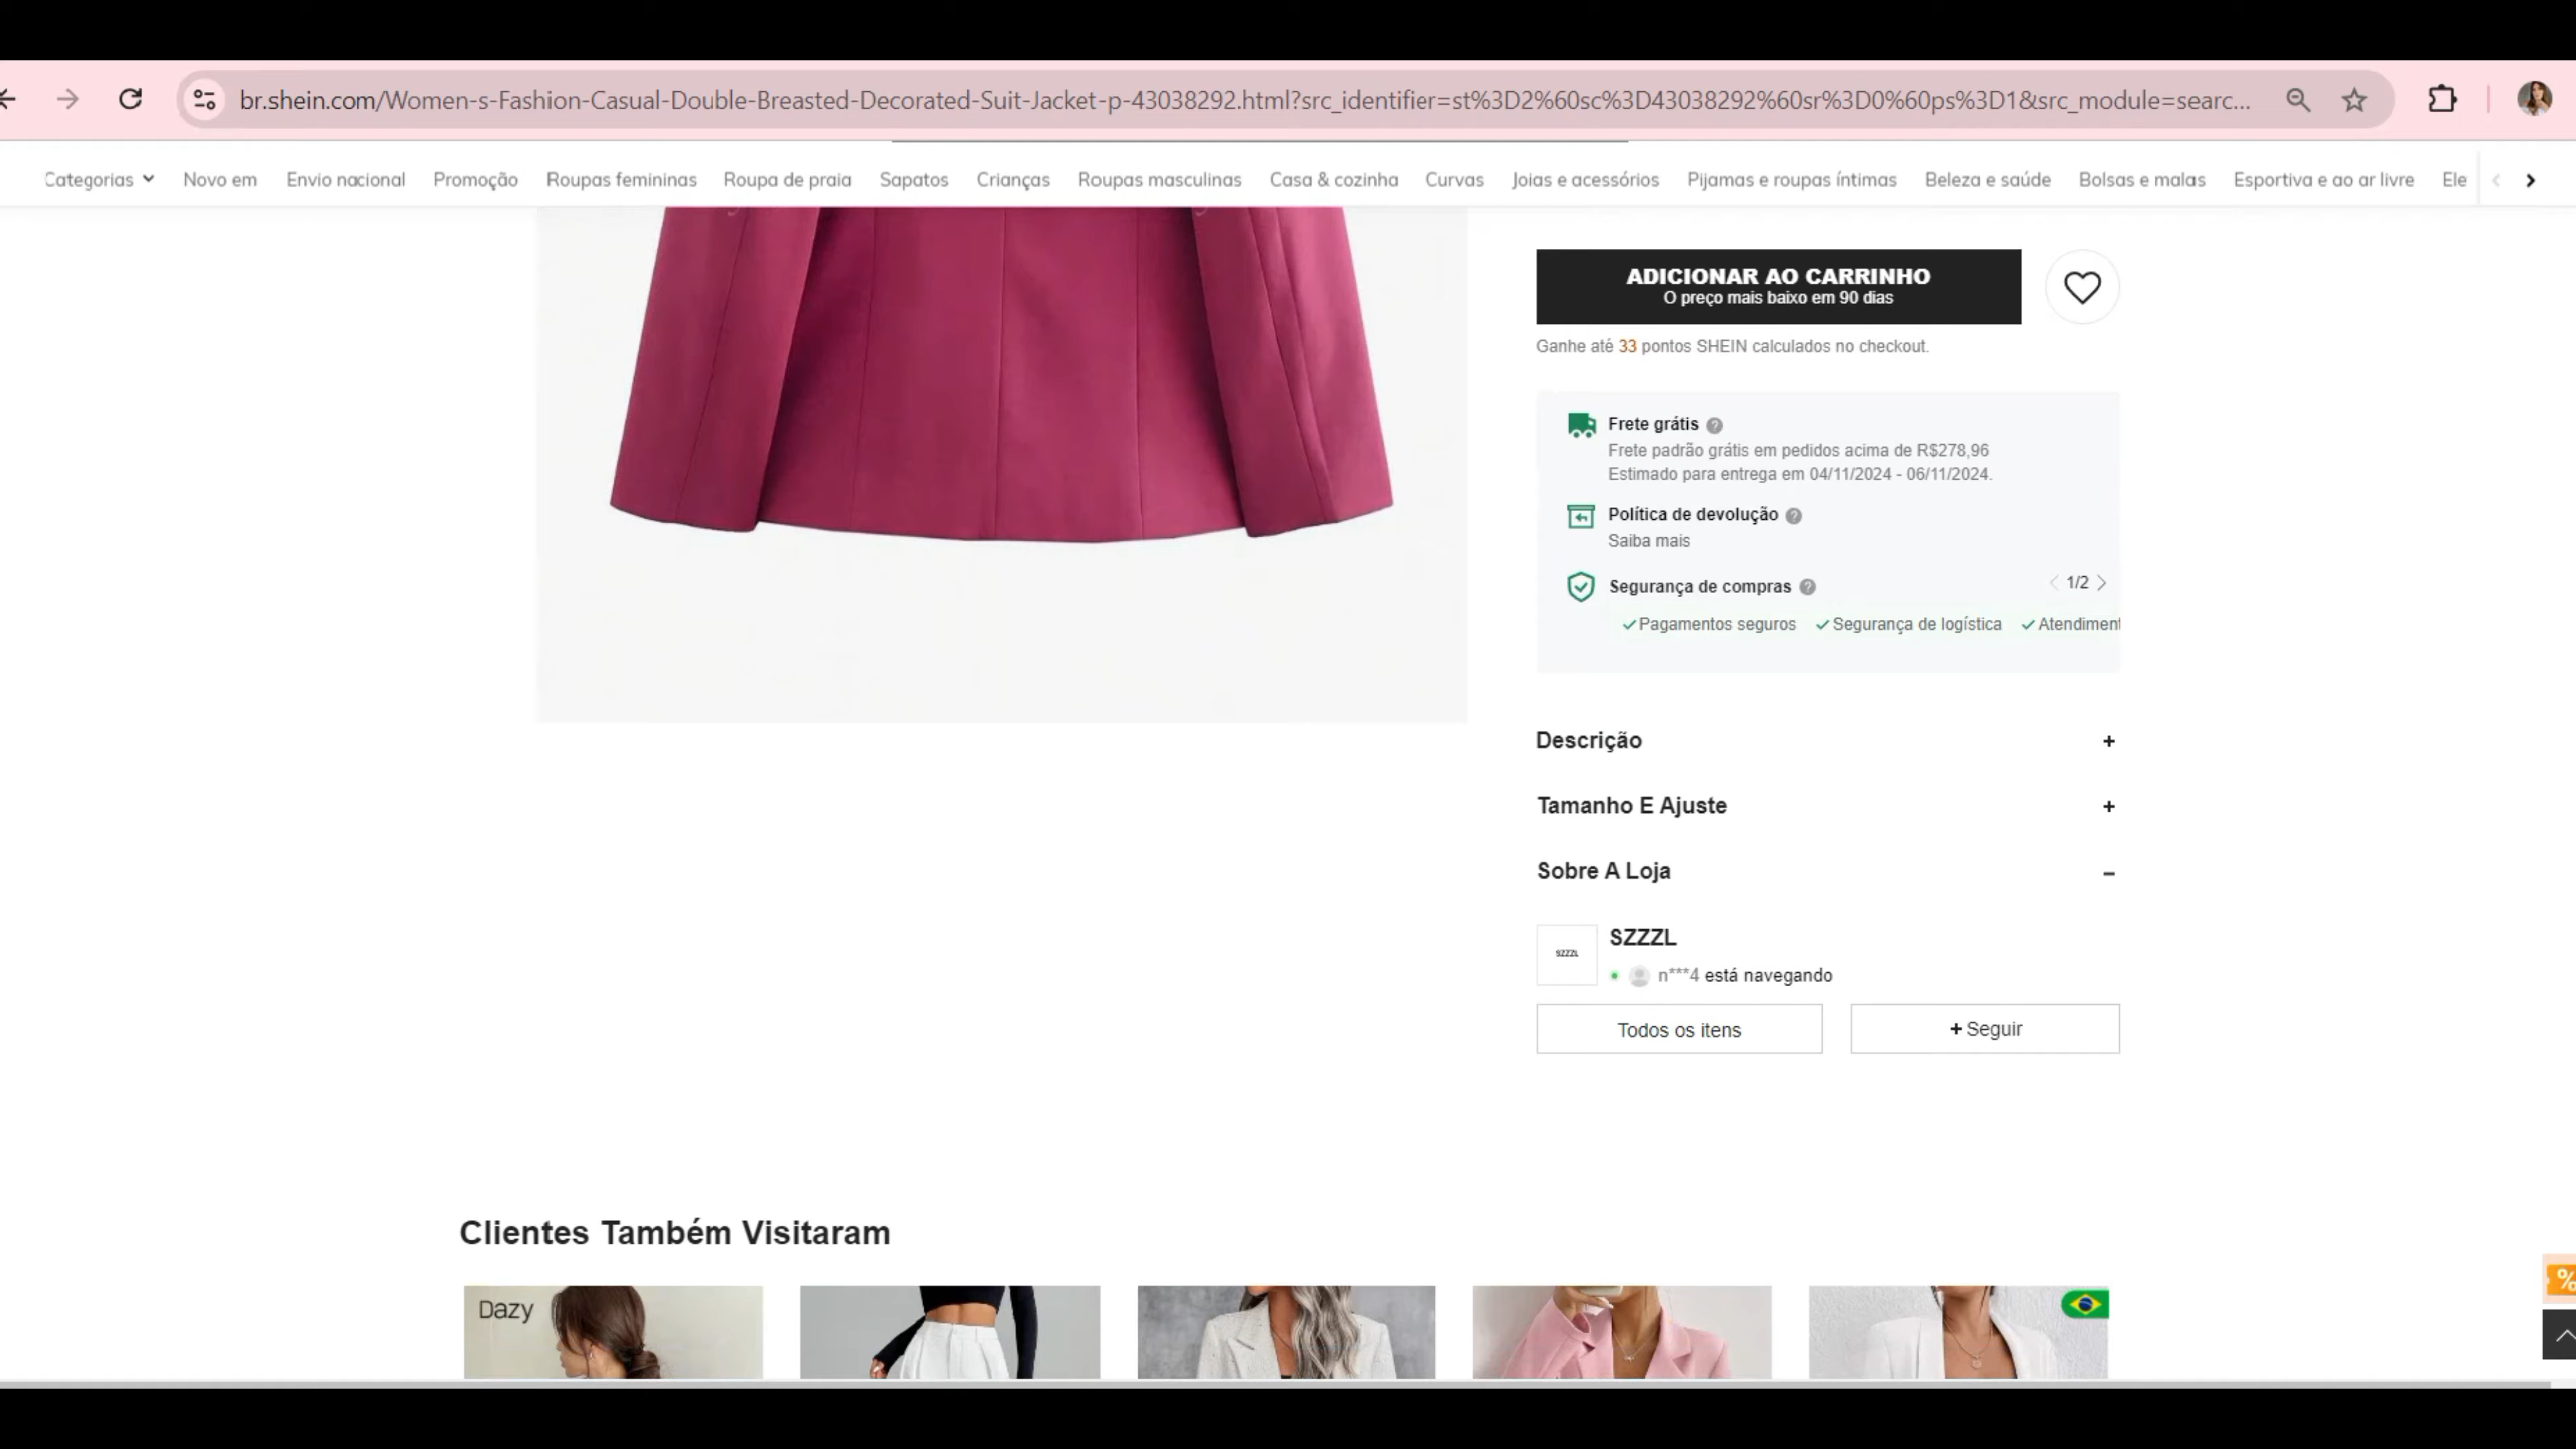 br.shein.com/Women-s-Fashion-Casual-Double-Breasted-Decorated-Suit-Jacket-p-43038292.html?src_identifier=st%3D2%60sc%3D43038292%60sr%3D0%60ps%3D1&src_module=searc...
Categorias Novo em Envio nacional Promoção Roupas femininas Roupa de praia Sapatos Crianças Roupas masculinas Casa & cozinha Curvas Joias e acessórios Pijamas e roupas íntimas Beleza e saúde Bolsas e malas Esportiva e ao ar livre Ele
ADICIONAR AO CARRINHO
O preço mais baixo em 90 dias
Ganhe até 33 pontos SHEIN calculados no checkout.
Frete grátis ?
Frete padrão grátis em pedidos acima de R$278,96
Estimado para entrega em 04/11/2024 - 06/11/2024.
Política de devolução ?
Saiba mais
Segurança de compras ? < 1/2 >
✓Pagamentos seguros ✓Segurança de logística ✓Atendiment
Descrição +
Tamanho E Ajuste +
Sobre A Loja −
SZZZL
SZZZL
n***4 está navegando
Todos os itens
+ Seguir
Clientes Também Visitaram
Dazy
%